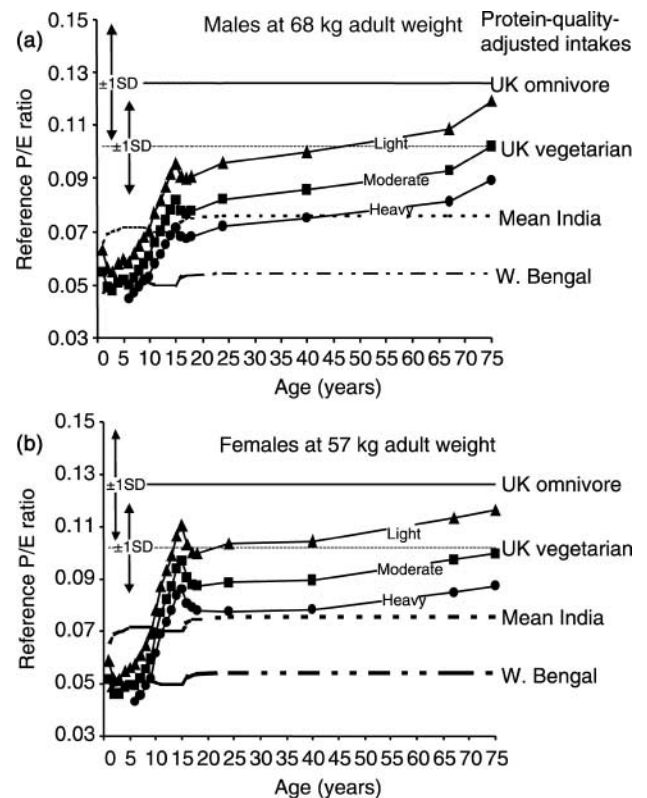 (a)
Males at 68 kg adult weight
Protein-quality-
adjusted intakes
Reference P/E ratio
0.15
0.13
0.11
0.09
0.07
0.05
0.03
±1SD
±1SD
UK omnivore
Light
UK vegetarian
Moderate
Heavy
Mean India
W. Bengal
0 5 10 15 20 25 30 35 40 45 50 55 60 65 70 75
Age (years)
(b)
Females at 57 kg adult weight
Reference P/E ratio
0.15
0.13
0.11
0.09
0.07
0.05
0.03
±1SD
±1SD
UK omnivore
Light
UK vegetarian
Moderate
Heavy
Mean India
W. Bengal
0 5 10 15 20 25 30 35 40 45 50 55 60 65 70 75
Age (years)